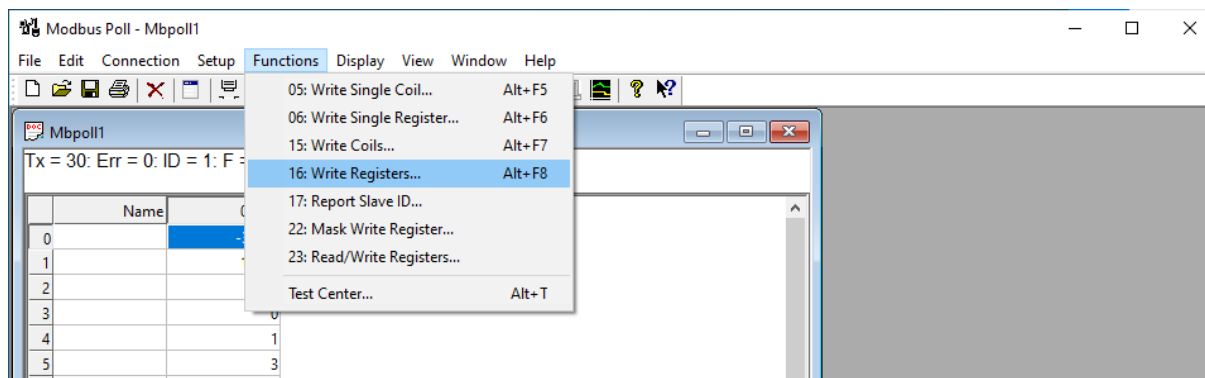 Modbus Poll - Mbpoll1
File Edit Connection Setup Functions Display View Window Help
05: Write Single Coil... Alt+F5
06: Write Single Register... Alt+F6
15: Write Coils... Alt+F7
16: Write Registers... Alt+F8
17: Report Slave ID...
22: Mask Write Register...
23: Read/Write Registers...
Test Center... Alt+T
Mbpoll1
Tx = 30: Err = 0: ID = 1: F =
Name
0
1
2
3 0
4 1
5 3